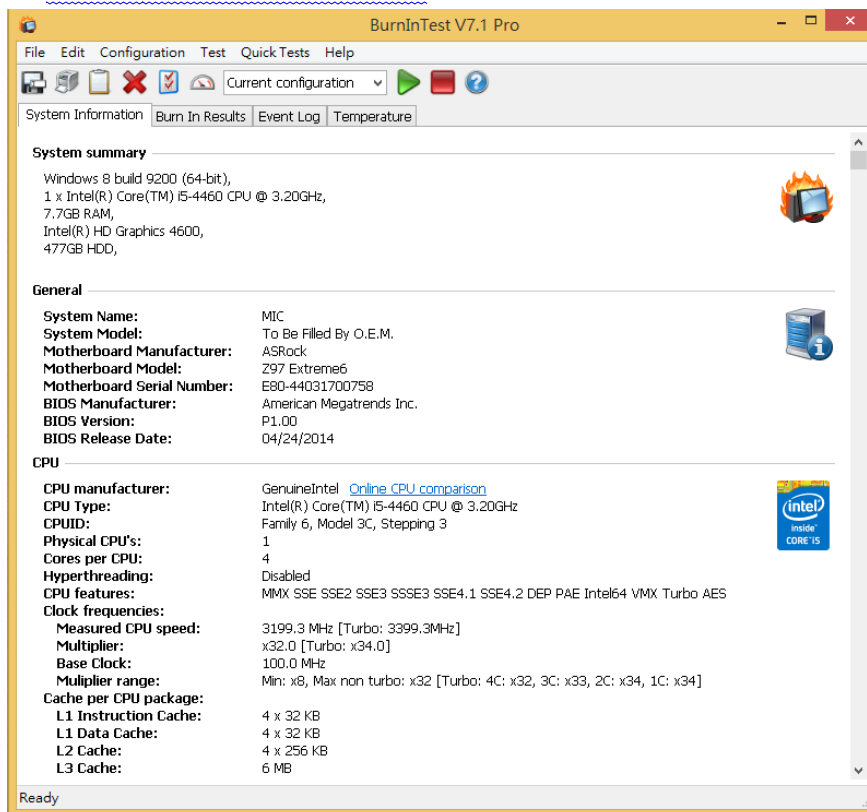 BurnInTest V7.1 Pro
File Edit Configuration Test Quick Tests Help
Current configuration
System Information Burn In Results Event Log Temperature
System summary
Windows 8 build 9200 (64-bit),
1 x Intel(R) Core(TM) i5-4460 CPU @ 3.20GHz,
7.7GB RAM,
Intel(R) HD Graphics 4600,
477GB HDD,
General
System Name: MIC
System Model: To Be Filled By O.E.M.
Motherboard Manufacturer: ASRock
Motherboard Model: Z97 Extreme6
Motherboard Serial Number: E80-44031700758
BIOS Manufacturer: American Megatrends Inc.
BIOS Version: P1.00
BIOS Release Date: 04/24/2014
CPU
CPU manufacturer: GenuineIntel Online CPU comparison
CPU Type: Intel(R) Core(TM) i5-4460 CPU @ 3.20GHz
CPUID: Family 6, Model 3C, Stepping 3
Physical CPU's: 1
Cores per CPU: 4
Hyperthreading: Disabled
CPU features: MMX SSE SSE2 SSE3 SSSE3 SSE4.1 SSE4.2 DEP PAE Intel64 VMX Turbo AES
Clock frequencies:
Measured CPU speed: 3199.3 MHz [Turbo: 3399.3MHz]
Multiplier: x32.0 [Turbo: x34.0]
Base Clock: 100.0 MHz
Muliplier range: Min: x8, Max non turbo: x32 [Turbo: 4C: x32, 3C: x33, 2C: x34, 1C: x34]
Cache per CPU package:
L1 Instruction Cache: 4 x 32 KB
L1 Data Cache: 4 x 32 KB
L2 Cache: 4 x 256 KB
L3 Cache: 6 MB
intel
inside
CORE i5
Ready